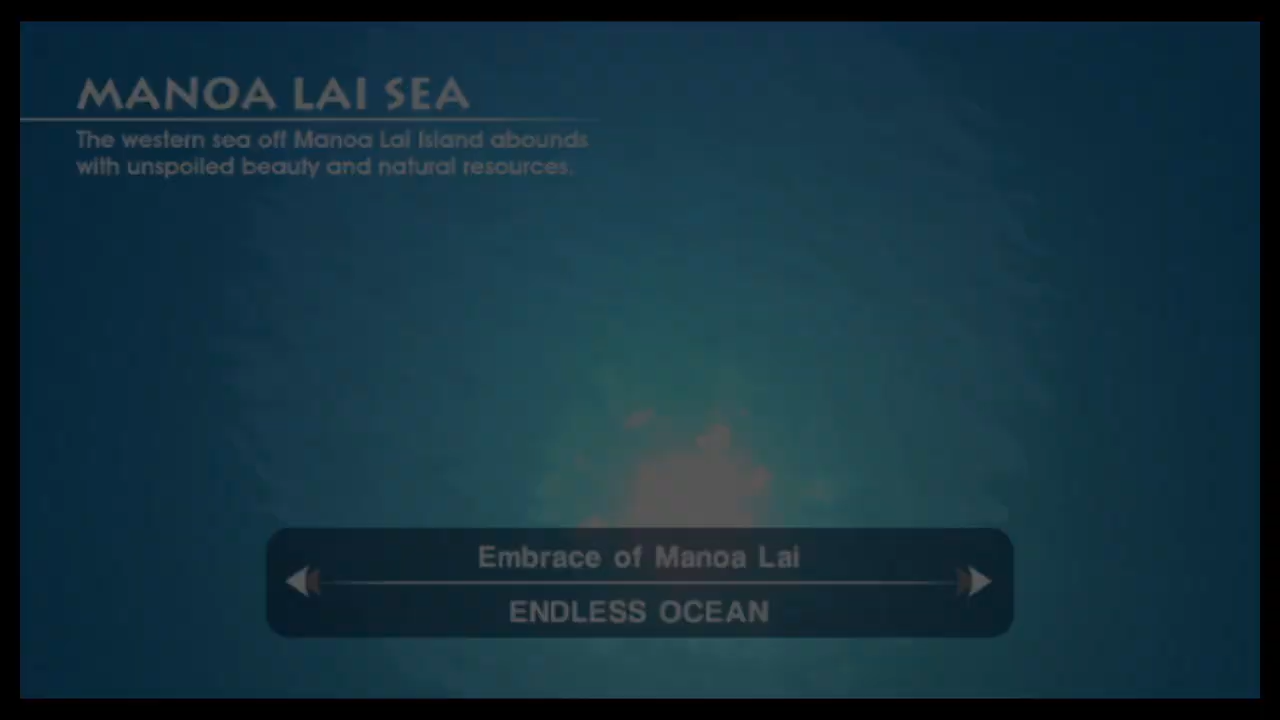 MANOA LAI SEA
The western sea off Manoa Lai Island abounds
with unspoiled beauty and natural resources.
Embrace of Manoa Lai
ENDLESS OCEAN